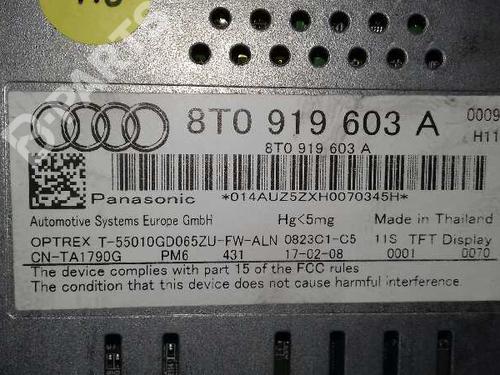 8T0 919 603 A 0009
8T0 919 603 A H11
Panasonic *014AUZ5ZXH0070345H*
Automotive Systems Europe GmbH Hg<5mg Made in Thailand
OPTREX T-55010GD065ZU-FW-ALN 0823C1-C5 11S TFT Display
CN-TA1790G PM6 431 17-02-08 0001 0070
The device complies with part 15 of the FCC rules
The condition that this device does not cause harmful interference.